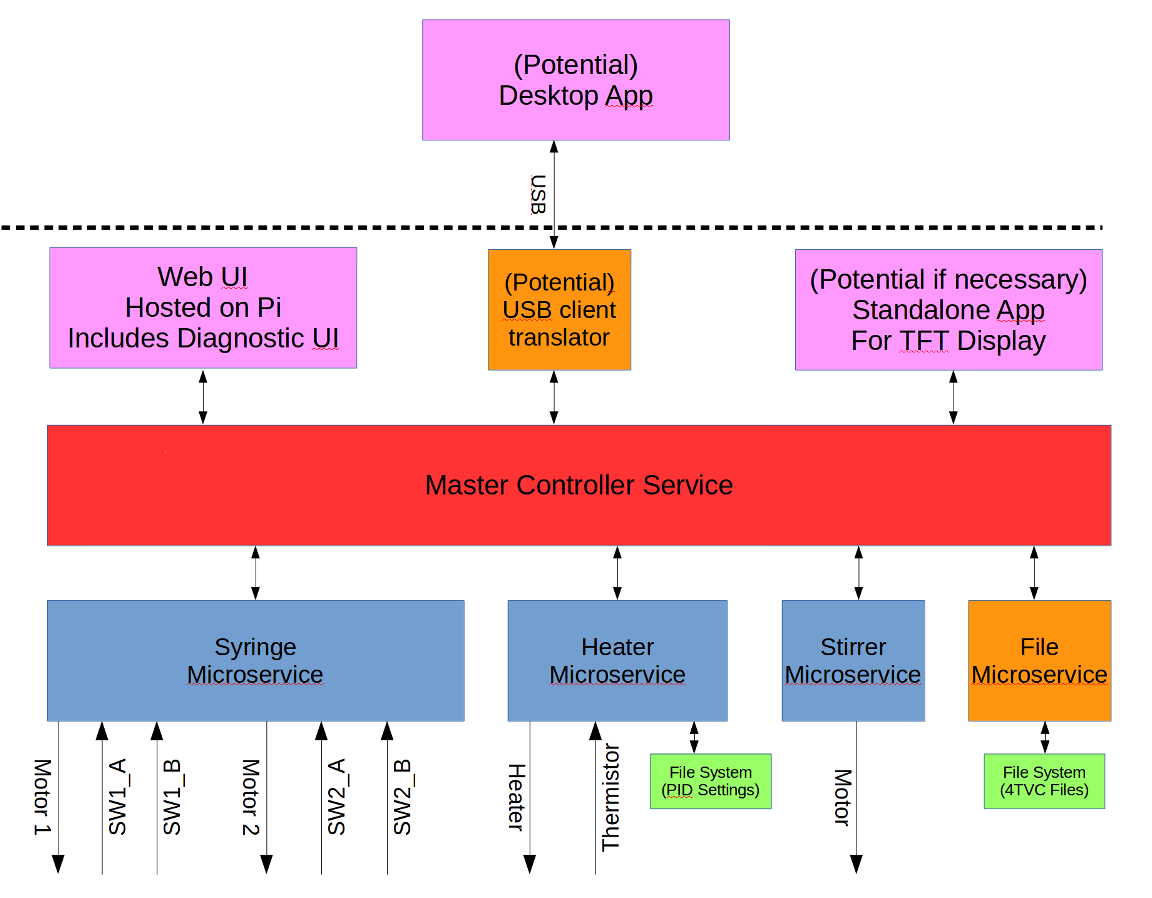 (Potential)
Desktop App
USB
Web UI
Hosted on Pi
Includes Diagnostic UI
(Potential)
USB client
translator
(Potential if necessary)
Standalone App
For TFT Display
Master Controller Service
Syringe
Microservice
Heater
Microservice
Stirrer
Microservice
File
Microservice
Motor 1
SW1_A
SW1_B
Motor 2
SW2_A
SW2_B
Heater
Thermistor
File System
(PID Settings)
Motor
File System
(4TVC Files)